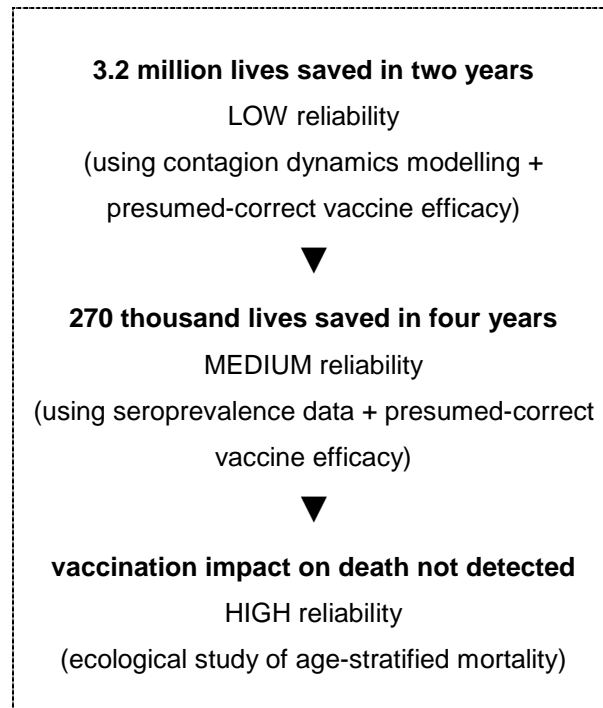 3.2 million lives saved in two years
LOW reliability
(using contagion dynamics modelling +
presumed-correct vaccine efficacy)
▼
270 thousand lives saved in four years
MEDIUM reliability
(using seroprevalence data + presumed-correct
vaccine efficacy)
▼
vaccination impact on death not detected
HIGH reliability
(ecological study of age-stratified mortality)